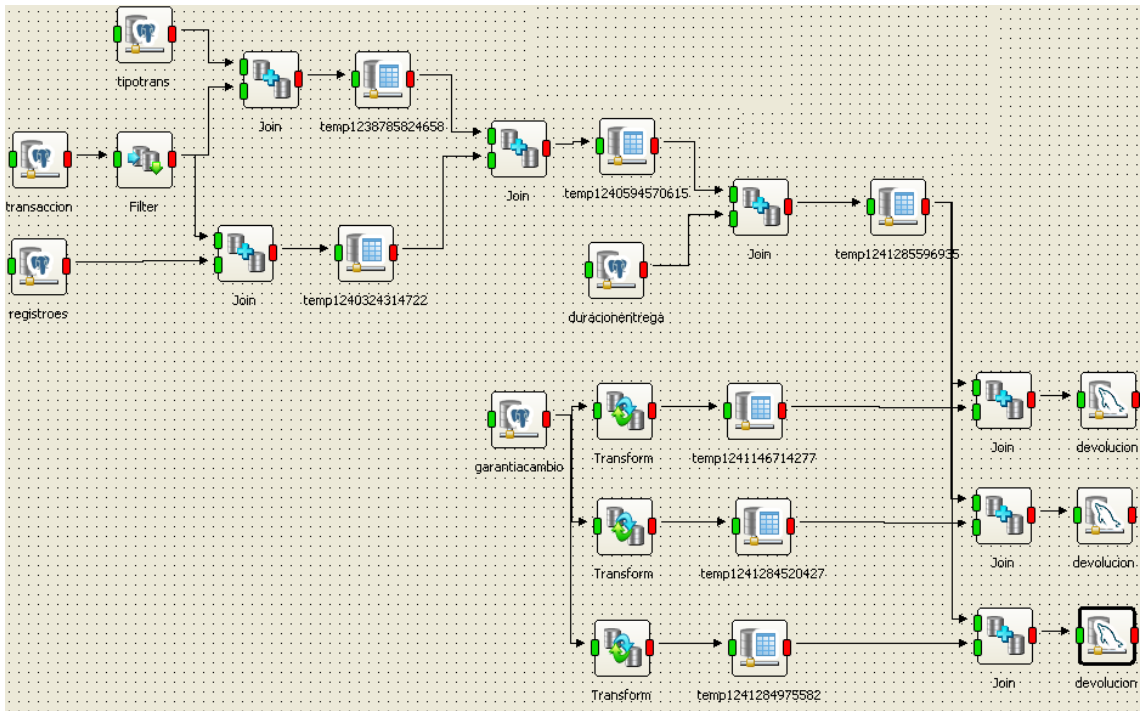 tipotrans
Join
temp1238785824658
transaccion
Filter
Join
temp1240594570615
registroes
Join
temp1240324314722
duracionentrega
Join
temp1241285596935
garantiacambio
Transform
temp1241146714277
Join
devolucion
Transform
temp1241284520427
Join
devolucion
Transform
temp1241284975582
Join
devolucion